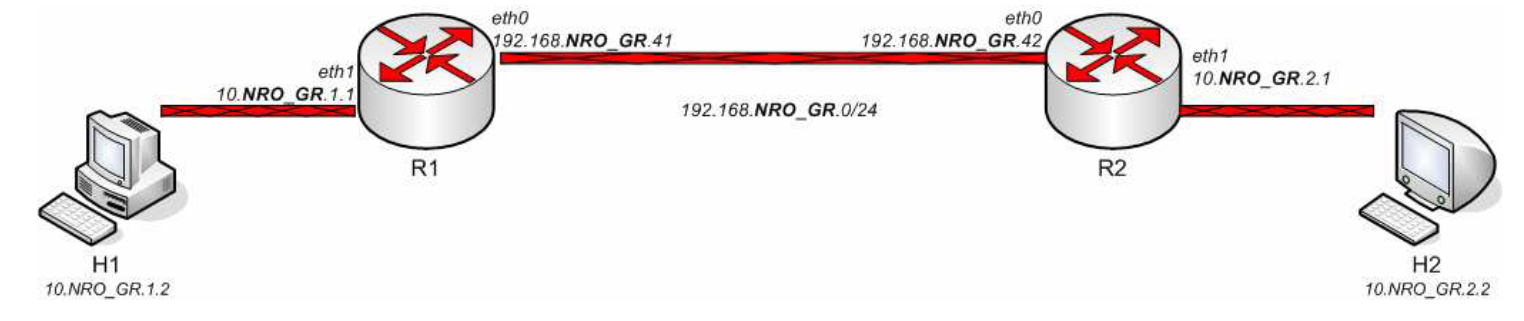 eth0
192.168.NRO_GR.41
eth1
10.NRO_GR.1.1
R1
H1
10.NRO_GR.1.2
192.168.NRO_GR.0/24
eth0
192.168.NRO_GR.42
eth1
10.NRO_GR.2.1
R2
H2
10.NRO_GR.2.2